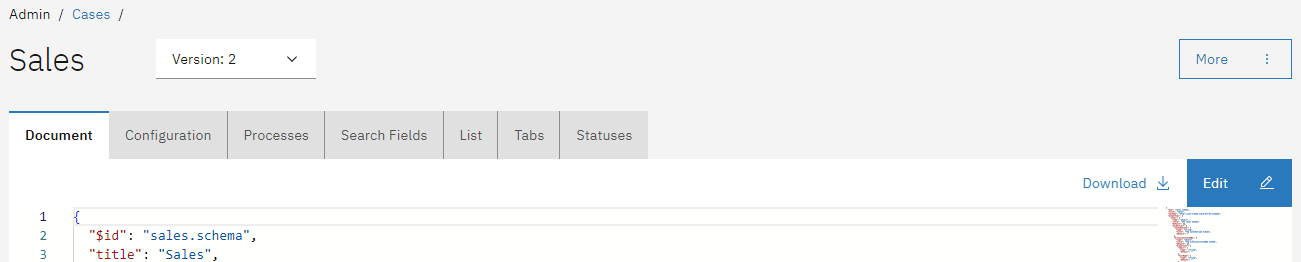 Admin / Cases /
Sales Version: 2 More
Document Configuration Processes Search Fields List Tabs Statuses
Download Edit
1 {
2 "$id": "sales.schema",
3 "title": "Sales",